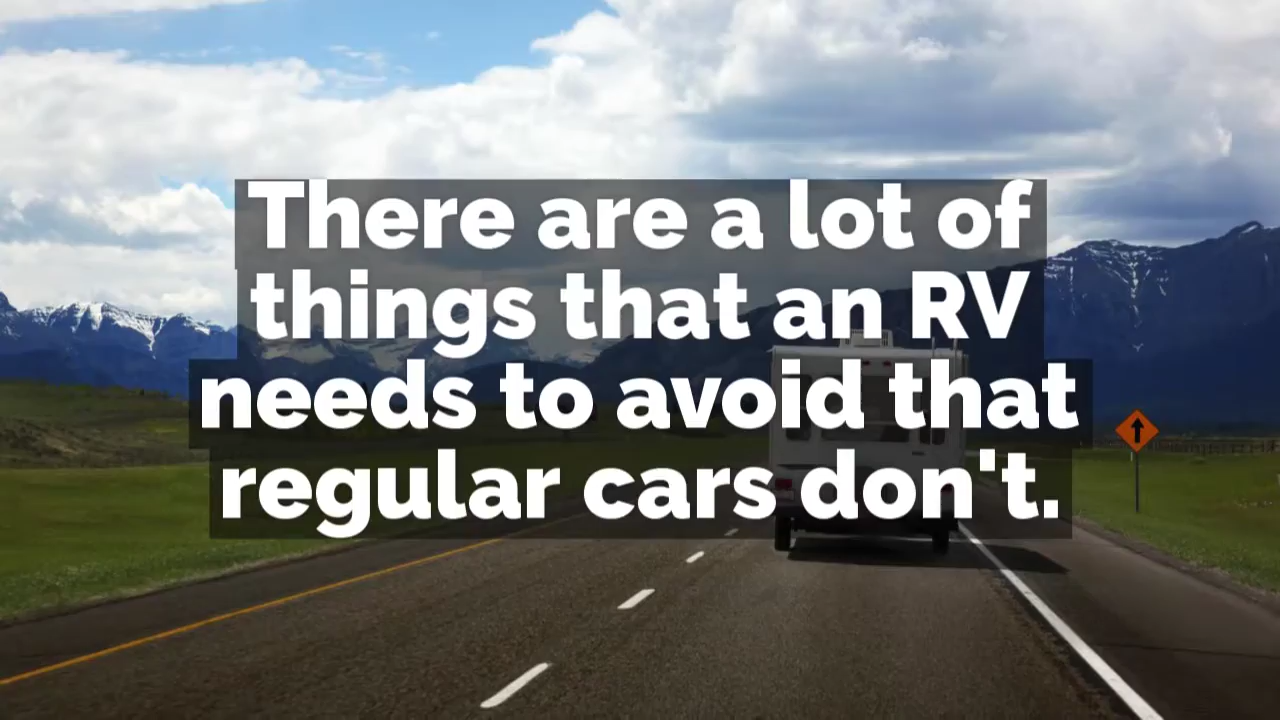 There are a lot of
things that an RV
needs to avoid that
regular cars don't.